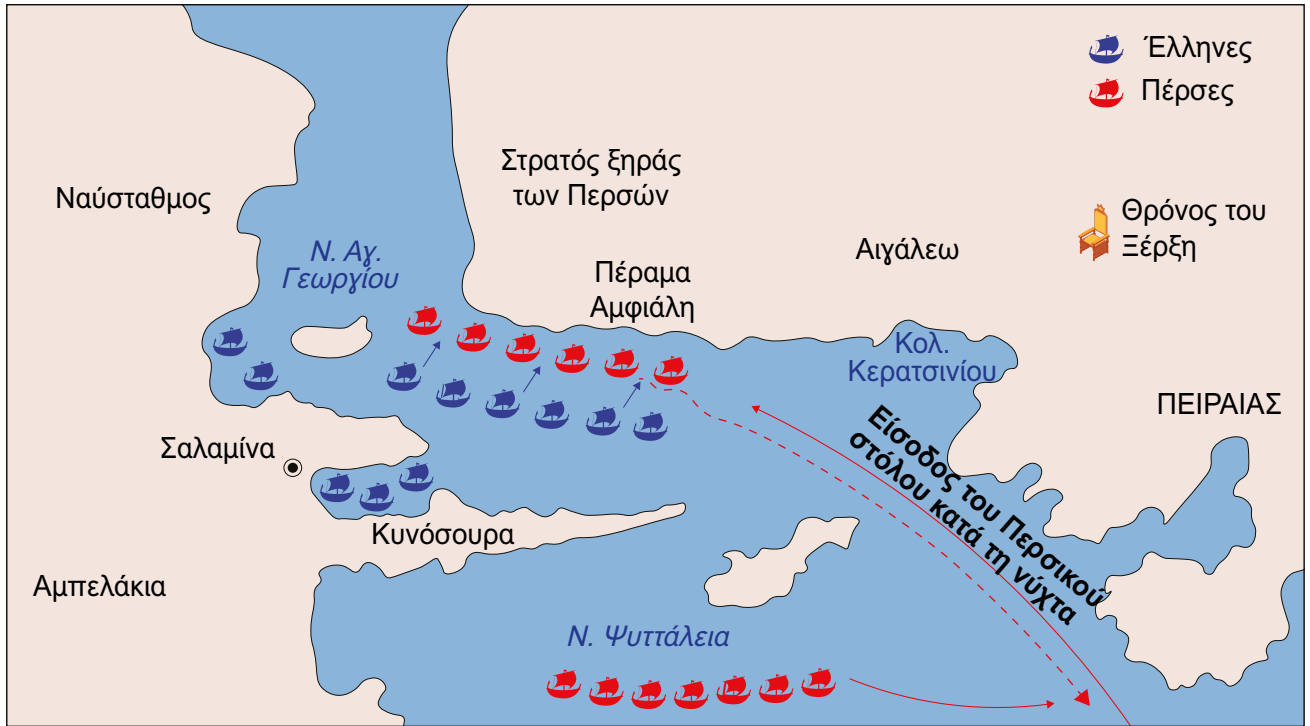 Έλληνες
Πέρσες
Στρατός ξηράς
των Περσών
Ναύσταθμος
Θρόνος του
Ξέρξη
Ν. Αγ.
Γεωργίου
Αιγάλεω
Πέραμα
Αμφιάλη
Κολ.
Κερατσινίου
ΠΕΙΡΑΙΑΣ
Είσοδος του Περσικού
στόλου κατά τη νύχτα
Σαλαμίνα
Κυνόσουρα
Αμπελάκια
Ν. Ψυττάλεια